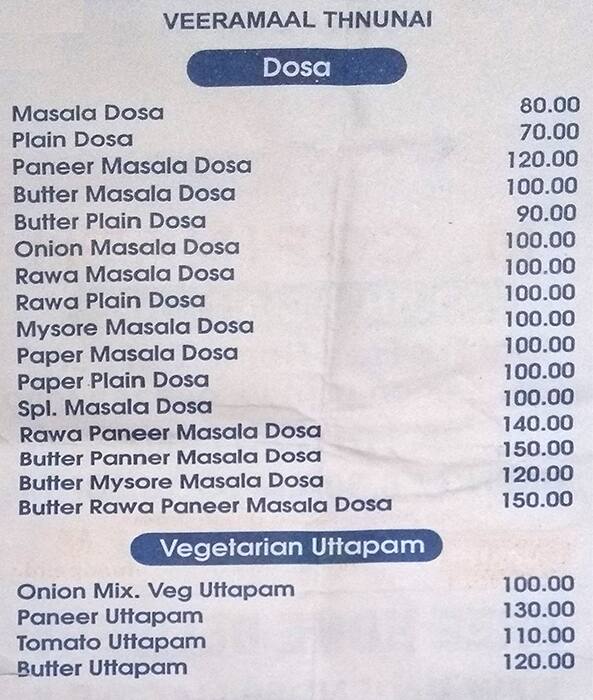 VEERAMAAL THNUNAI
Dosa
Masala Dosa 80.00
Plain Dosa 70.00
Paneer Masala Dosa 120.00
Butter Masala Dosa 100.00
Butter Plain Dosa 90.00
Onion Masala Dosa 100.00
Rawa Masala Dosa 100.00
Rawa Plain Dosa 100.00
Mysore Masala Dosa 100.00
Paper Masala Dosa 100.00
Paper Plain Dosa 100.00
Spl. Masala Dosa 100.00
Rawa Paneer Masala Dosa 140.00
Butter Panner Masala Dosa 150.00
Butter Mysore Masala Dosa 120.00
Butter Rawa Paneer Masala Dosa 150.00
Vegetarian Uttapam
Onion Mix. Veg Uttapam 100.00
Paneer Uttapam 130.00
Tomato Uttapam 110.00
Butter Uttapam 120.00